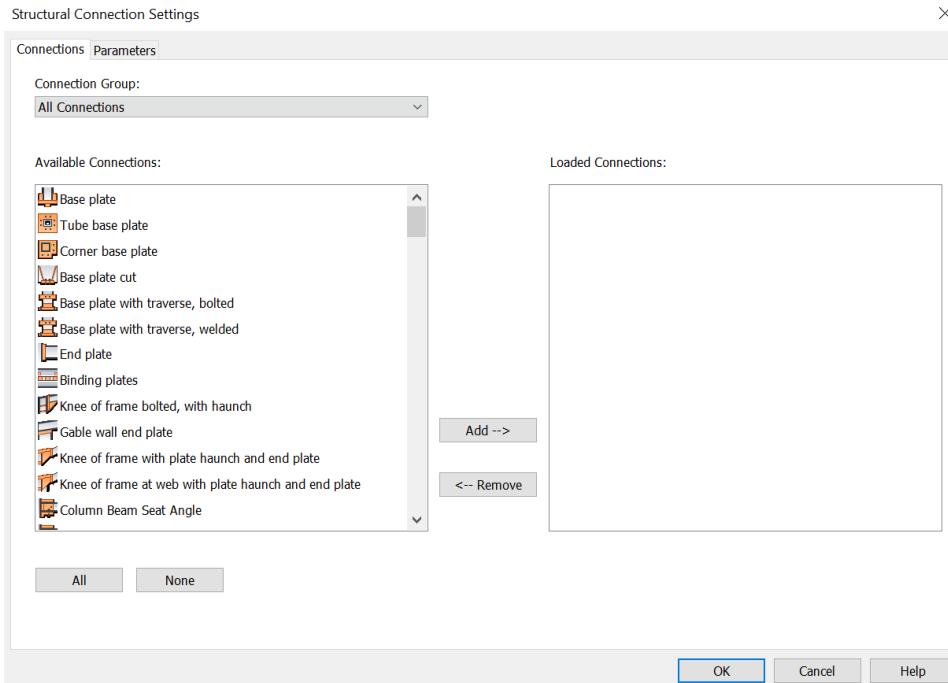 Structural Connection Settings
Connections Parameters
Connection Group:
All Connections
Available Connections:
Loaded Connections:
Base plate
Tube base plate
Corner base plate
Base plate cut
Base plate with traverse, bolted
Base plate with traverse, welded
End plate
Binding plates
Knee of frame bolted, with haunch
Gable wall end plate
Knee of frame with plate haunch and end plate
Knee of frame at web with plate haunch and end plate
Column Beam Seat Angle
Add -->
<-- Remove
All None
OK Cancel Help